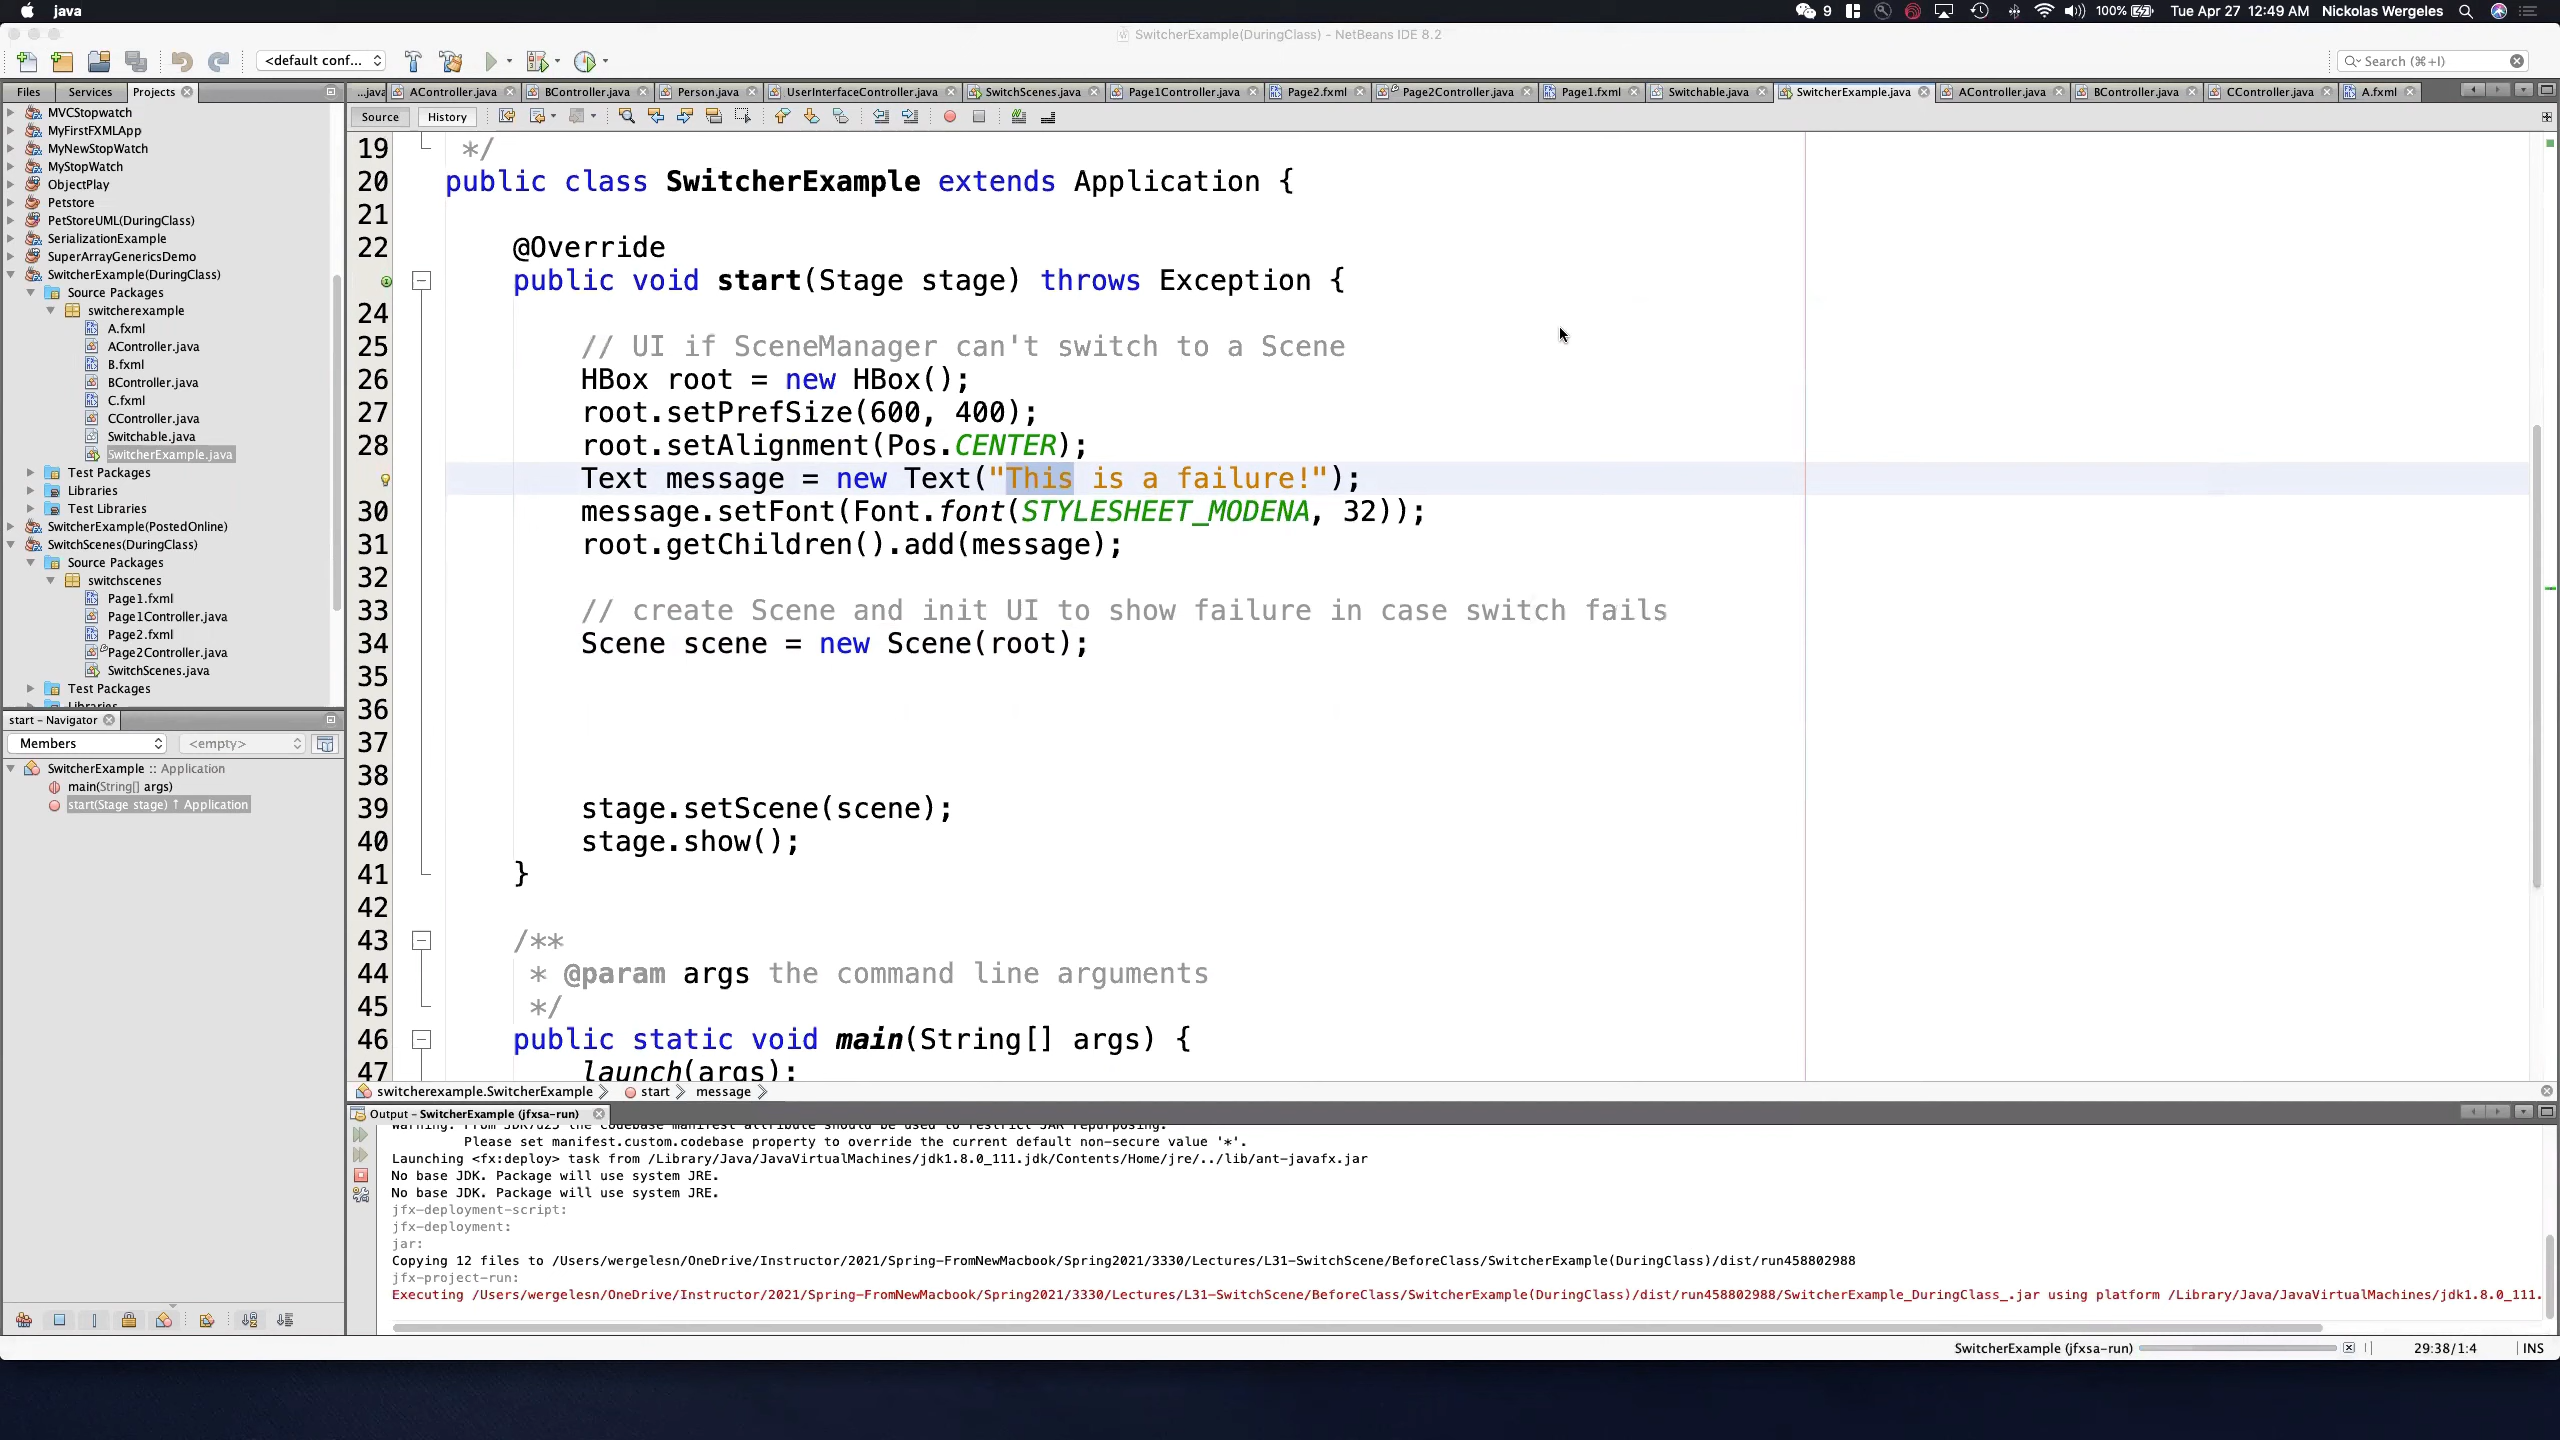 java
9
100%
Tue Apr 27 12:49 AM
Nickolas Wergeles
SwitcherExample(DuringClass) - NetBeans IDE 8.2
<default conf...
Search (⌘+I)
Files
Services
Projects
...java
AController.java
BController.java
Person.java
UserInterfaceController.java
SwitchScenes.java
Page1Controller.java
Page2.fxml
Page2Controller.java
Page1.fxml
Switchable.java
SwitcherExample.java
AController.java
BController.java
CController.java
A.fxml
Source
History
MVCStopwatch
MyFirstFXMLApp
MyNewStopWatch
MyStopWatch
ObjectPlay
Petstore
PetStoreUML(DuringClass)
SerializationExample
SuperArrayGenericsDemo
SwitcherExample(DuringClass)
Source Packages
switcherexample
A.fxml
AController.java
B.fxml
BController.java
C.fxml
CController.java
Switchable.java
SwitcherExample.java
Test Packages
Libraries
Test Libraries
SwitcherExample(PostedOnline)
SwitchScenes(DuringClass)
Source Packages
switchscenes
Page1.fxml
Page1Controller.java
Page2.fxml
Page2Controller.java
SwitchScenes.java
Test Packages
Libraries
start - Navigator
Members
<empty>
SwitcherExample :: Application
main(String[] args)
start(Stage stage) ↑ Application
19 */
20 public class SwitcherExample extends Application {
21
22 @Override
public void start(Stage stage) throws Exception {
24
25 // UI if SceneManager can't switch to a Scene
26 HBox root = new HBox();
27 root.setPrefSize(600, 400);
28 root.setAlignment(Pos.CENTER);
Text message = new Text("This is a failure!");
30 message.setFont(Font.font(STYLESHEET_MODENA, 32));
31 root.getChildren().add(message);
32
33 // create Scene and init UI to show failure in case switch fails
34 Scene scene = new Scene(root);
35
36
37
38
39 stage.setScene(scene);
40 stage.show();
41 }
42
43 /**
44 * @param args the command line arguments
45 */
46 public static void main(String[] args) {
47 launch(args);
switcherexample.SwitcherExample
start
message
Output - SwitcherExample (jfxsa-run)
Warning: From JDK7u25 the Codebase manifest attribute should be used to restrict JAR repurposing.
Please set manifest.custom.codebase property to override the current default non-secure value '*'.
Launching <fx:deploy> task from /Library/Java/JavaVirtualMachines/jdk1.8.0_111.jdk/Contents/Home/jre/../lib/ant-javafx.jar
No base JDK. Package will use system JRE.
No base JDK. Package will use system JRE.
jfx-deployment-script:
jfx-deployment:
jar:
Copying 12 files to /Users/wergelesn/OneDrive/Instructor/2021/Spring-FromNewMacbook/Spring2021/3330/Lectures/L31-SwitchScene/BeforeClass/SwitcherExample(DuringClass)/dist/run458802988
jfx-project-run:
Executing /Users/wergelesn/OneDrive/Instructor/2021/Spring-FromNewMacbook/Spring2021/3330/Lectures/L31-SwitchScene/BeforeClass/SwitcherExample(DuringClass)/dist/run458802988/SwitcherExample_DuringClass_.jar using platform /Library/Java/JavaVirtualMachines/jdk1.8.0_111.
SwitcherExample (jfxsa-run)
29:38/1:4
INS